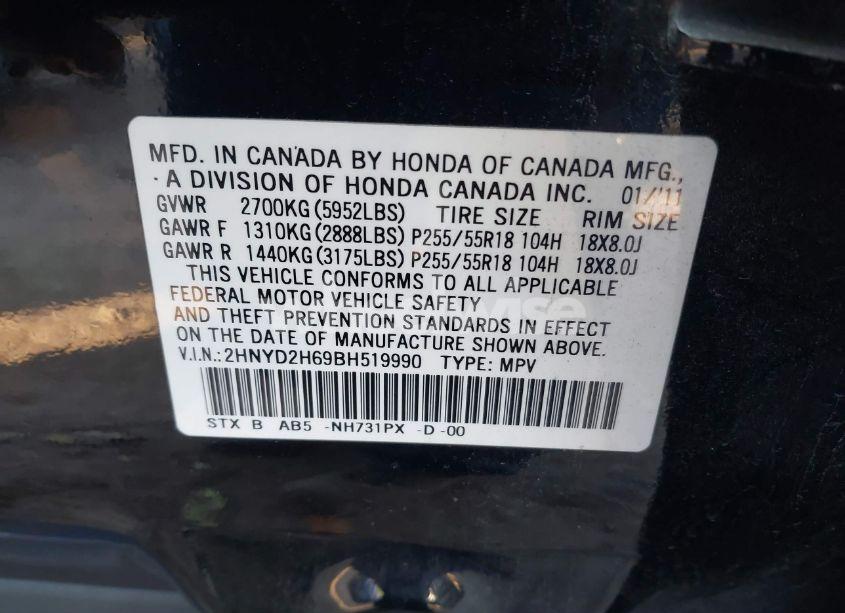 MFD. IN CANADA BY HONDA OF CANADA MFG.,
A DIVISION OF HONDA CANADA INC. 01/'11
GVWR 2700KG (5952LBS) TIRE SIZE RIM SIZE
GAWR F 1310KG (2888LBS) P255/55R18 104H 18X8.0J
GAWR R 1440KG (3175LBS) P255/55R18 104H 18X8.0J
THIS VEHICLE CONFORMS TO ALL APPLICABLE
FEDERAL MOTOR VEHICLE SAFETY
AND THEFT PREVENTION STANDARDS IN EFFECT
ON THE DATE OF MANUFACTURE SHOWN ABOVE.
V.I.N.: 2HNYD2H69BH519990 TYPE: MPV
STX B AB5 -NH731PX -D -00